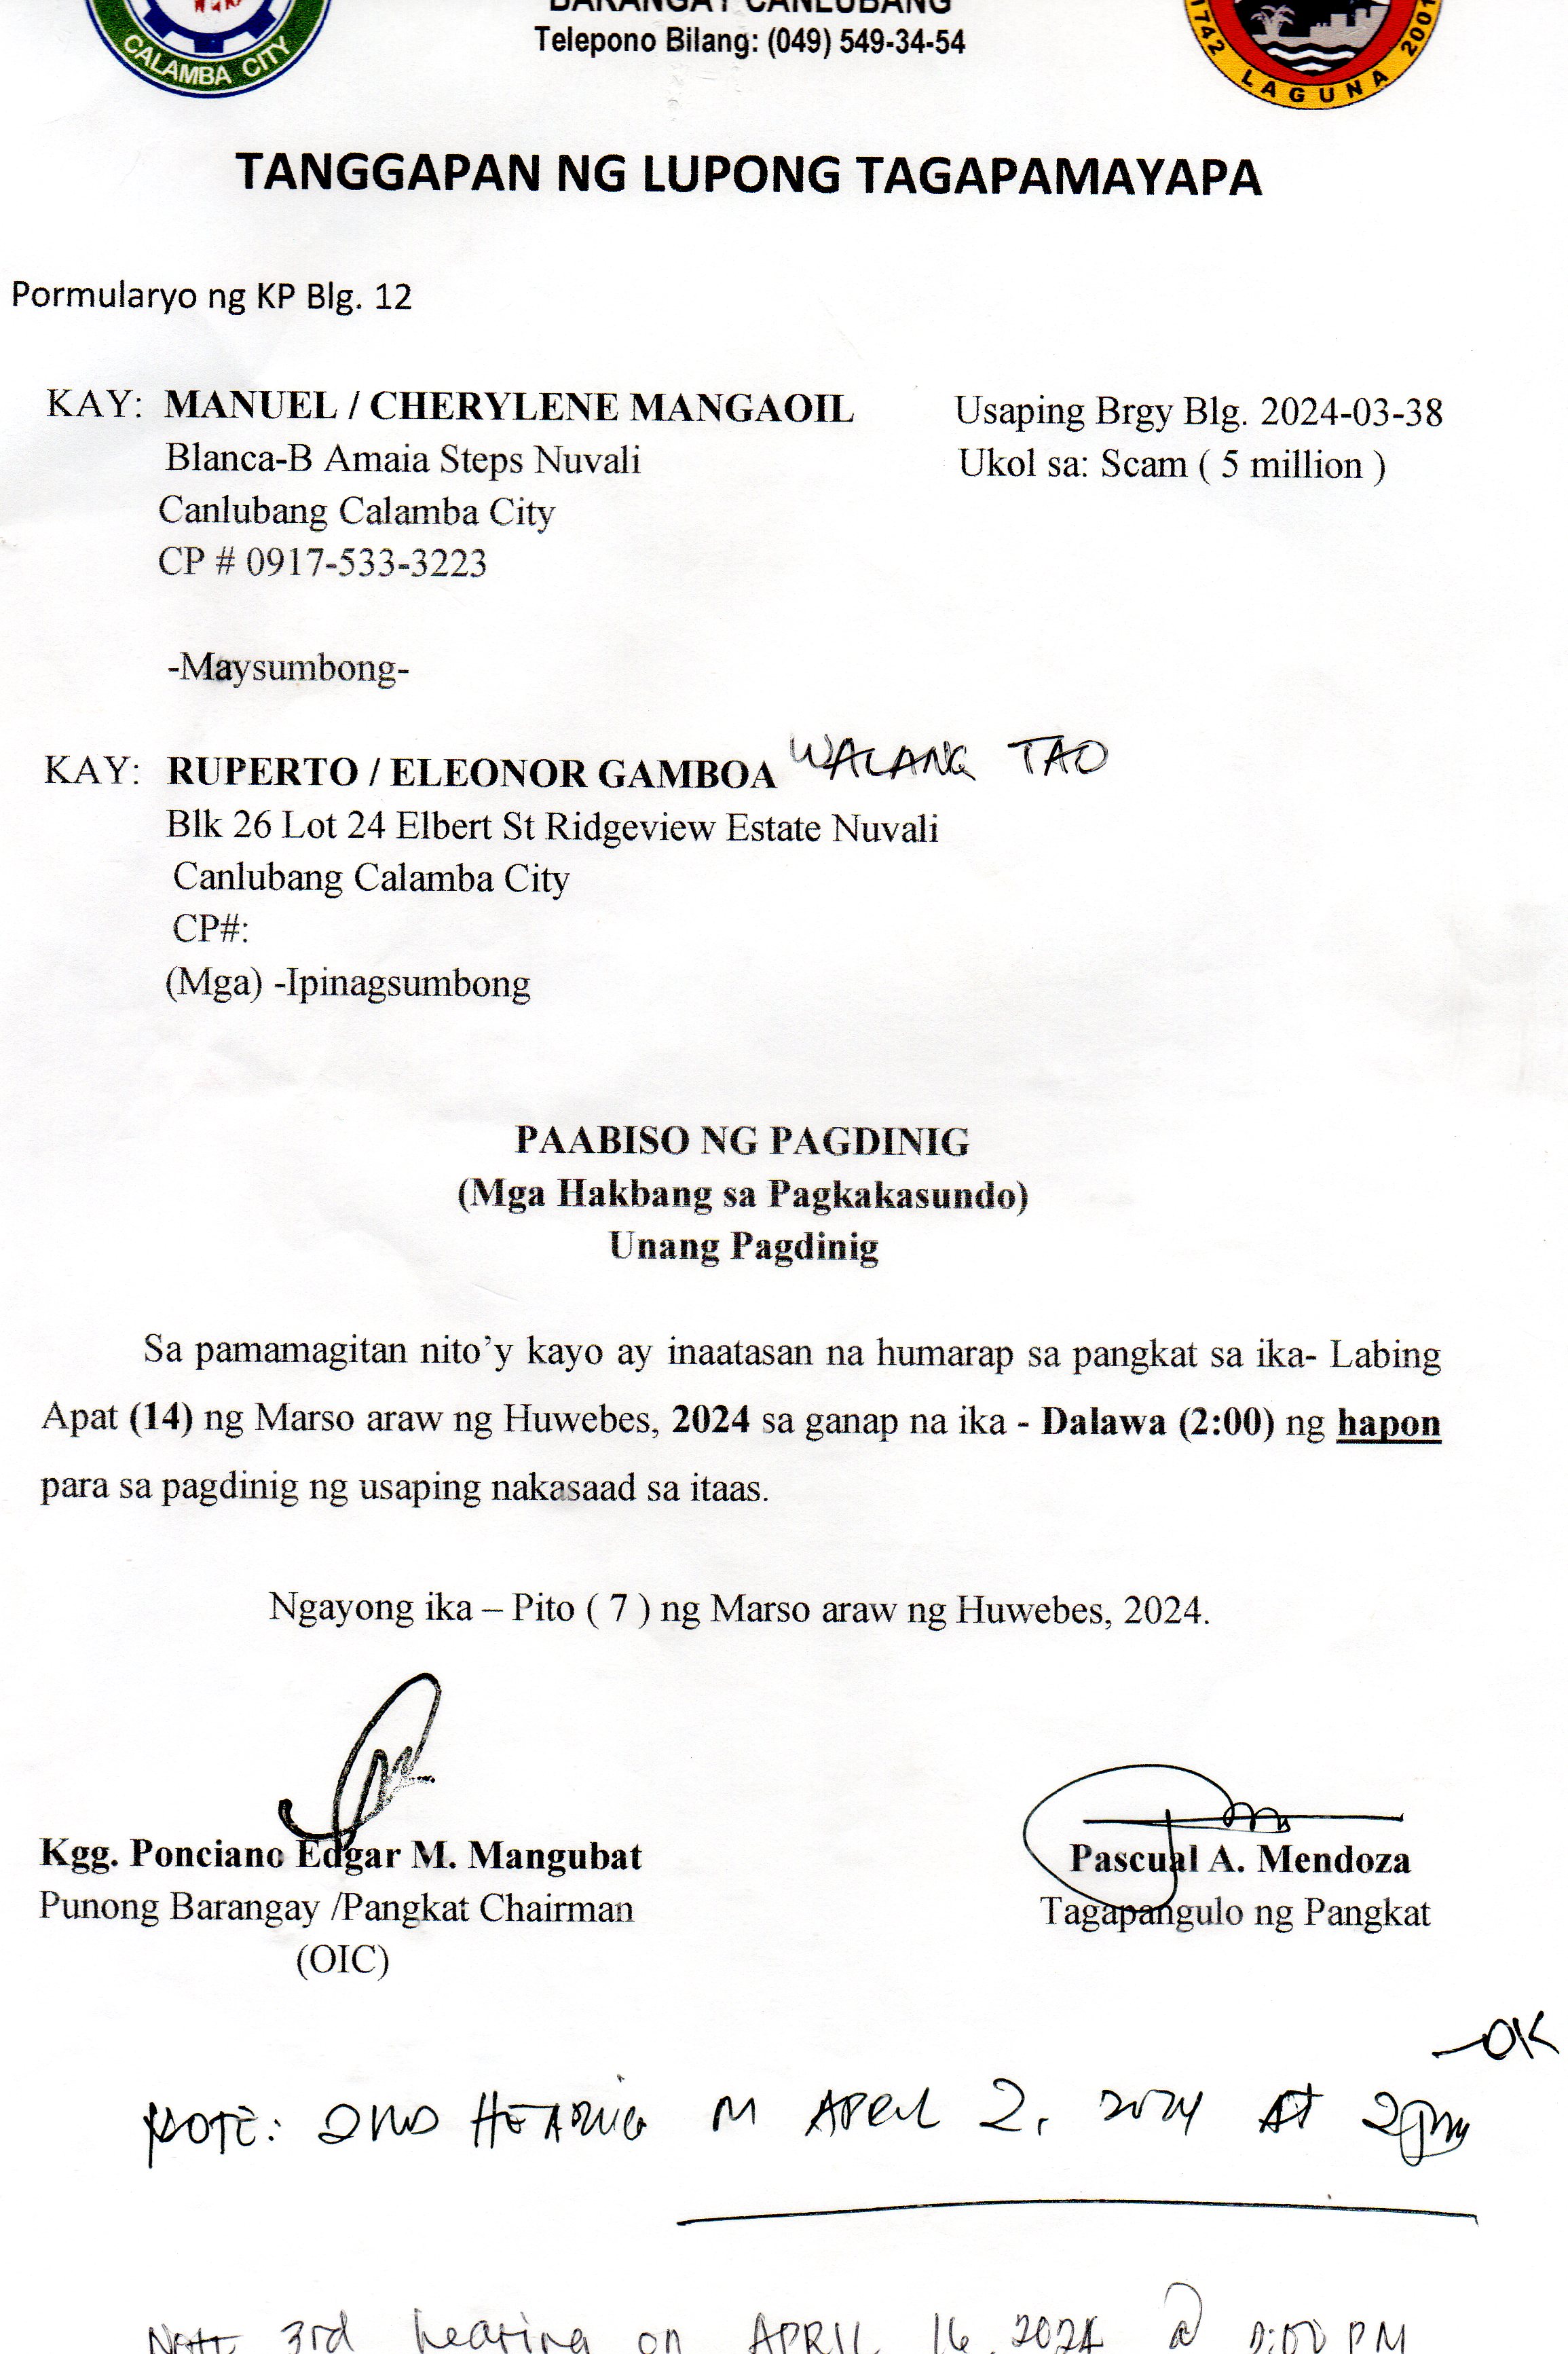 BARANGAY CANLUBANG
Telepono Bilang: (049) 549-34-54
CALAMBA CITY
1742 LAGUNA 2001
TANGGAPAN NG LUPONG TAGAPAMAYAPA
Pormularyo ng KP Blg. 12
KAY: MANUEL / CHERYLENE MANGAOIL
Usaping Brgy Blg. 2024-03-38
Blanca-B Amaia Steps Nuvali
Ukol sa: Scam ( 5 million )
Canlubang Calamba City
CP # 0917-533-3223
-Maysumbong-
KAY: RUPERTO / ELEONOR GAMBOA WALANG TAO
Blk 26 Lot 24 Elbert St Ridgeview Estate Nuvali
Canlubang Calamba City
CP#:
(Mga) -Ipinagsumbong
PAABISO NG PAGDINIG
(Mga Hakbang sa Pagkakasundo)
Unang Pagdinig
Sa pamamagitan nito'y kayo ay inaatasan na humarap sa pangkat sa ika- Labing
Apat (14) ng Marso araw ng Huwebes, 2024 sa ganap na ika - Dalawa (2:00) ng hapon
para sa pagdinig ng usaping nakasaad sa itaas.
Ngayong ika – Pito ( 7 ) ng Marso araw ng Huwebes, 2024.
Kgg. Ponciano Edgar M. Mangubat
Pascual A. Mendoza
Punong Barangay /Pangkat Chairman
Tagapangulo ng Pangkat
(OIC)
-OK
NOTE: 2ND HEARING ON APRIL 2, 2024 AT 2pm
Note 3rd hearing on APRIL 16, 2024 @ PM